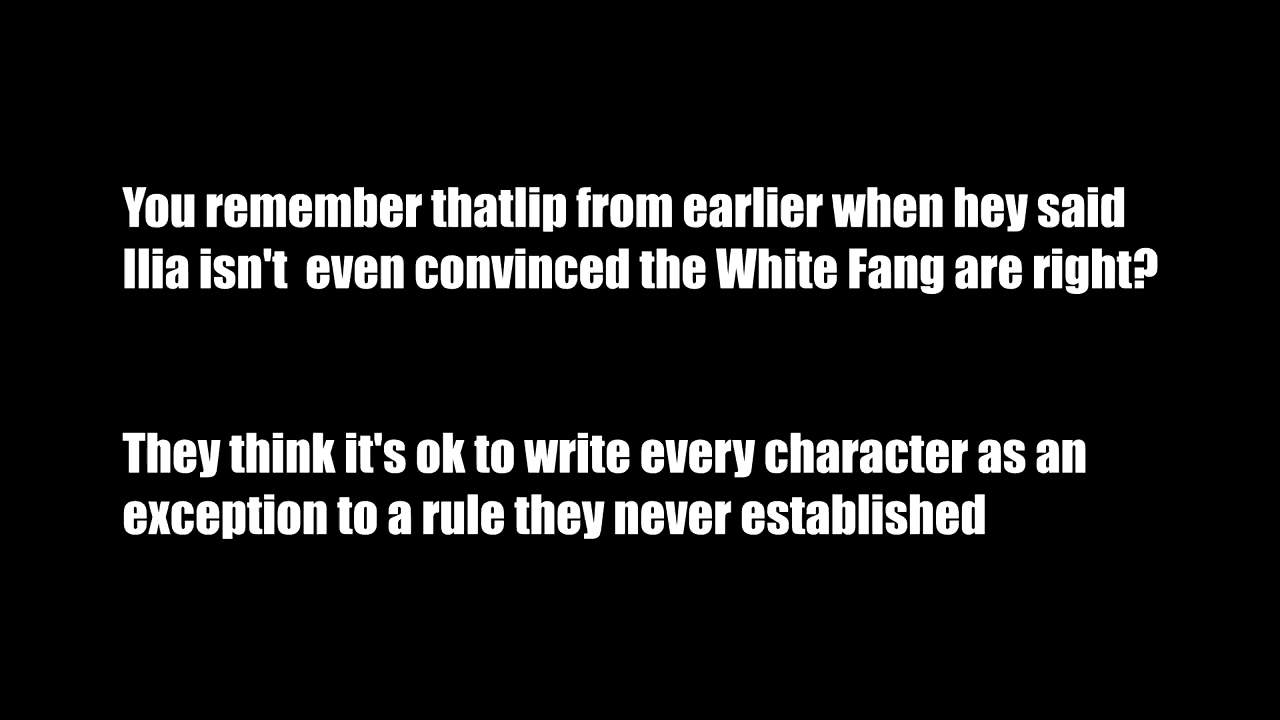 You remember thatlip from earlier when hey said
Ilia isn't  even convinced the White Fang are right?
They think it's ok to write every character as an
exception to a rule they never established